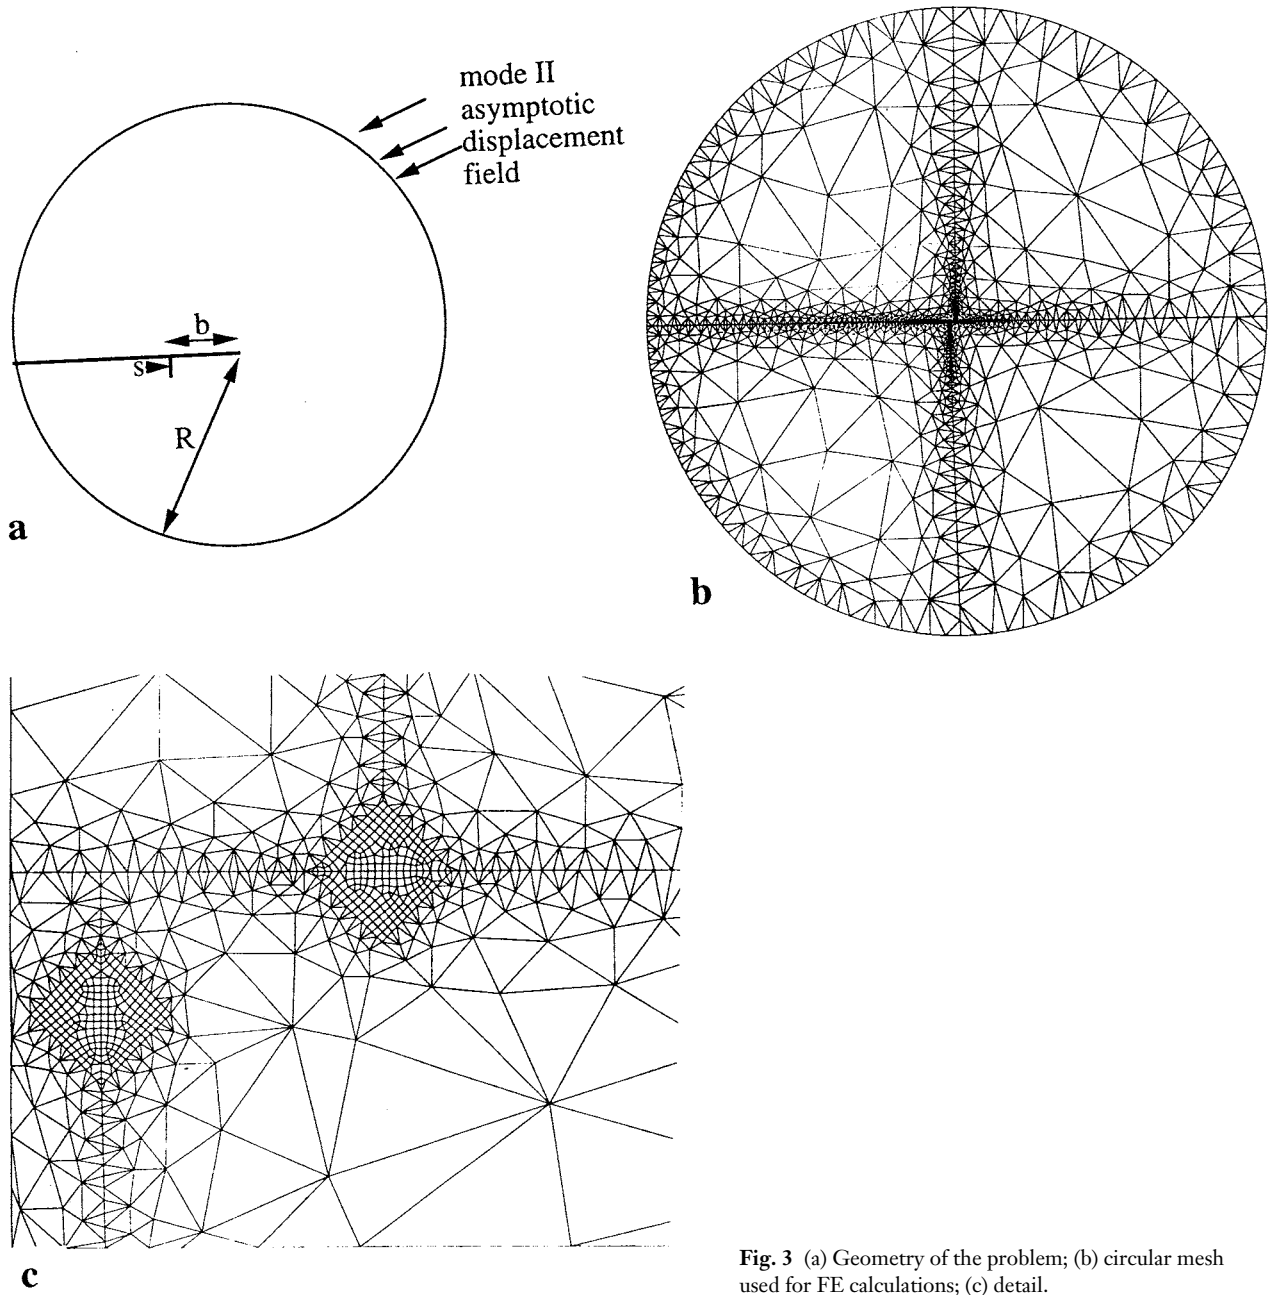 mode II
asymptotic
displacement
field
b
s
R
a
b
c
Fig. 3 (a) Geometry of the problem; (b) circular mesh
used for FE calculations; (c) detail.